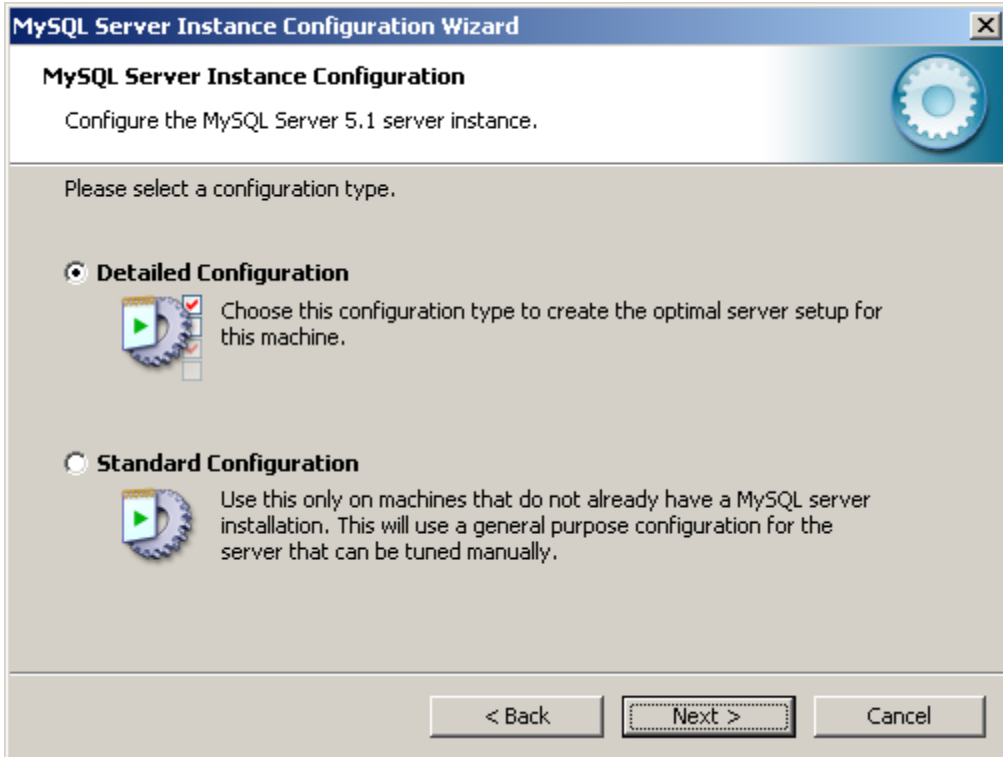 MySQL Server Instance Configuration Wizard
MySQL Server Instance Configuration
Configure the MySQL Server 5.1 server instance.
Please select a configuration type.
Detailed Configuration
Choose this configuration type to create the optimal server setup for
this machine.
Standard Configuration
Use this only on machines that do not already have a MySQL server
installation. This will use a general purpose configuration for the
server that can be tuned manually.
< Back Next > Cancel